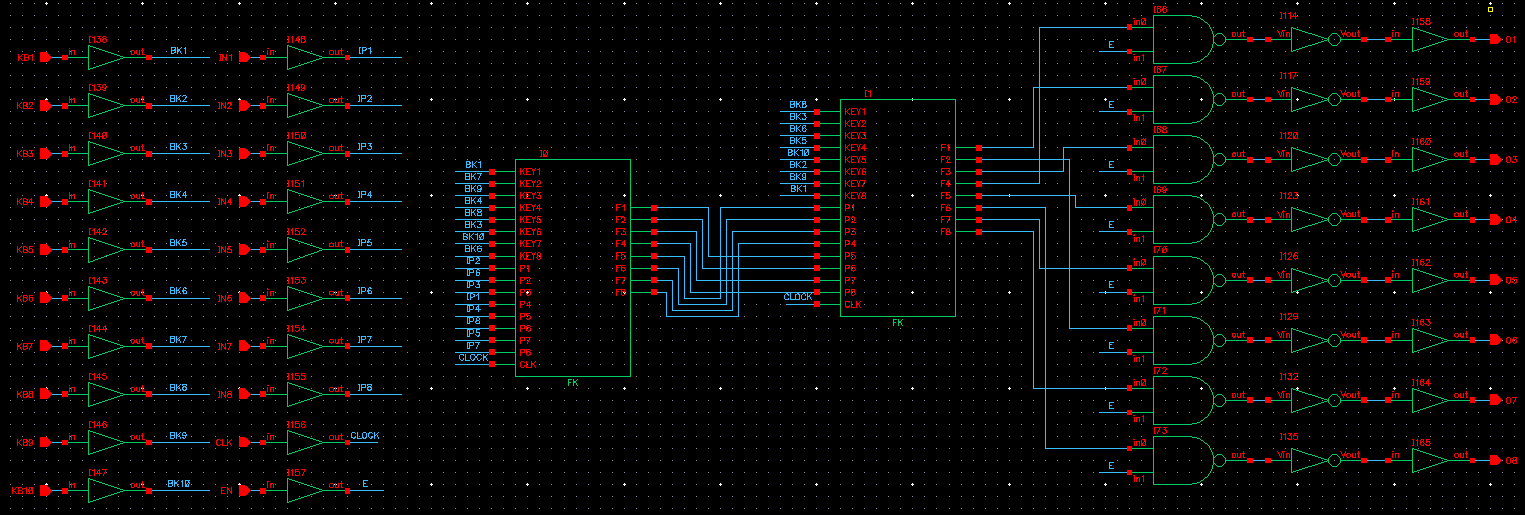 KB1 in I138 out BK1 IN1 in I148 out IP1
KB2 in I139 out BK2 IN2 in I149 out IP2
KB3 in I140 out BK3 IN3 in I150 out IP3
KB4 in I141 out BK4 IN4 in I151 out IP4
KB5 in I142 out BK5 IN5 in I152 out IP5
KB6 in I143 out BK6 IN6 in I153 out IP6
KB7 in I144 out BK7 IN7 in I154 out IP7
KB8 in I145 out BK8 IN8 in I155 out IP8
KB9 in I146 out BK9 CLK in I156 out CLOCK
KB10 in I147 out BK10 EN in I157 out E
I0
BK1 KEY1
BK7 KEY2
BK9 KEY3
BK4 KEY4 F1
BK8 KEY5 F2
BK3 KEY6 F3
BK10 KEY7 F4
BK6 KEY8 F5
IP2 P1 F6
IP6 P2 F7
IP3 P3 F8
IP1 P4
IP4 P5
IP8 P6
IP5 P7
IP7 P8
CLOCK CLK
FK
I1
BK8 KEY1
BK3 KEY2
BK6 KEY3
BK5 KEY4 F1
BK10 KEY5 F2
BK2 KEY6 F3
BK9 KEY7 F4
BK1 KEY8 F5
P1 F6
P2 F7
P3 F8
P4
P5
P6
P7
P8
CLOCK CLK
FK
I66 in0 E in1 out Vin I114 Vout in I158 out O1
I67 in0 E in1 out Vin I117 Vout in I159 out O2
I68 in0 E in1 out Vin I120 Vout in I160 out O3
I69 in0 E in1 out Vin I123 Vout in I161 out O4
I70 in0 E in1 out Vin I126 Vout in I162 out O5
I71 in0 E in1 out Vin I129 Vout in I163 out O6
I72 in0 E in1 out Vin I132 Vout in I164 out O7
I73 in0 E in1 out Vin I135 Vout in I165 out O8